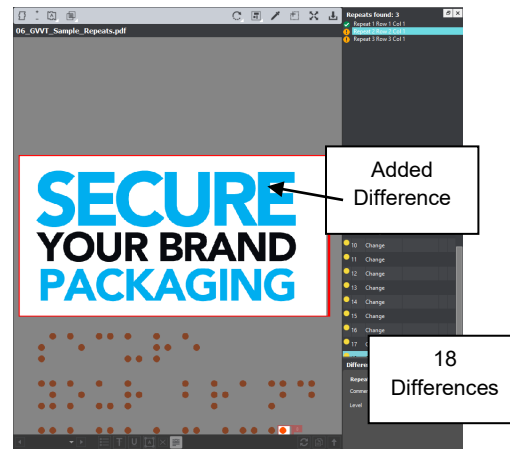 Repeats found: 3
06_GVVT_Sample_Repeats.pdf
Repeat 1 Row 1 Col 1
Repeat 2 Row 2 Col 1
Repeat 3 Row 3 Col 1
SECURE
YOUR BRAND
PACKAGING
Added
Difference
10 Change
11 Change
12 Change
13 Change
14 Change
15 Change
16 Change
17
18
Differences
Level